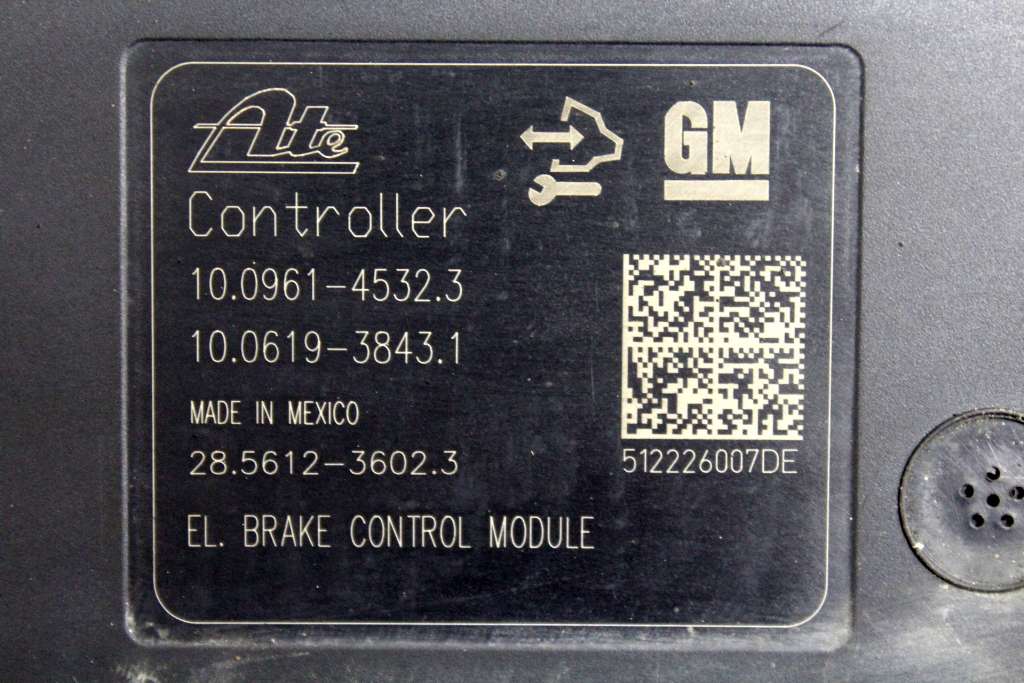 Ate
GM
Controller
10.0961-4532.3
10.0619-3843.1
MADE IN MEXICO
28.5612-3602.3
512226007DE
EL. BRAKE CONTROL MODULE